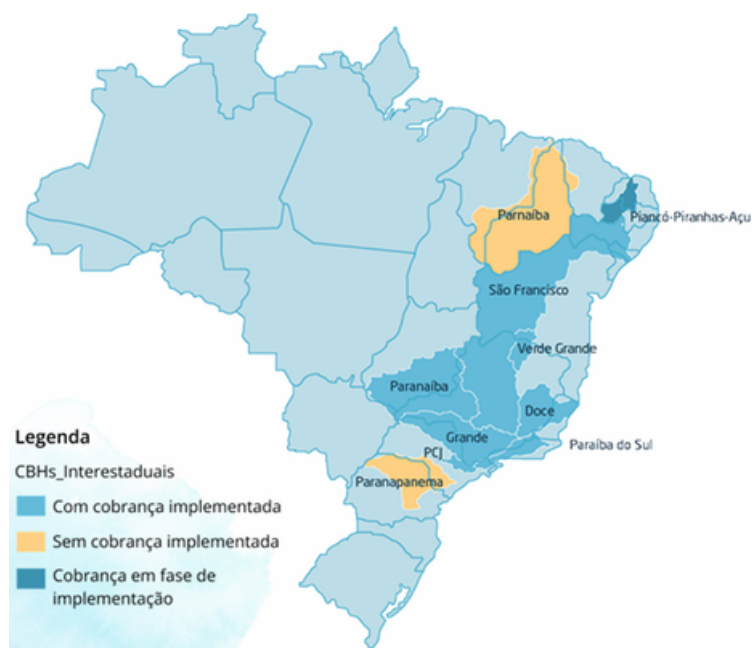 Parnaíba
Piancó-Piranhas-Açu
São Francisco
Verde Grande
Paranaíba
Doce
Grande
Paraíba do Sul
PCJ
Paranapanema
Legenda
CBHs_Interestaduais
Com cobrança implementada
Sem cobrança implementada
Cobrança em fase de
implementação